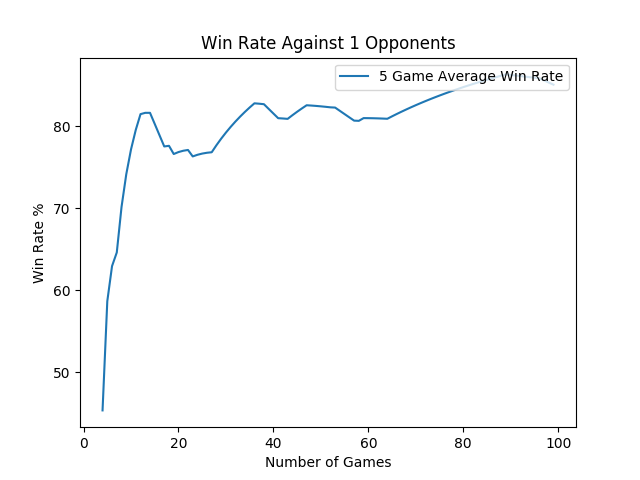 Win Rate Against 1 Opponents
5 Game Average Win Rate
80
70
60
50
Win Rate %
0 20 40 60 80 100
Number of Games